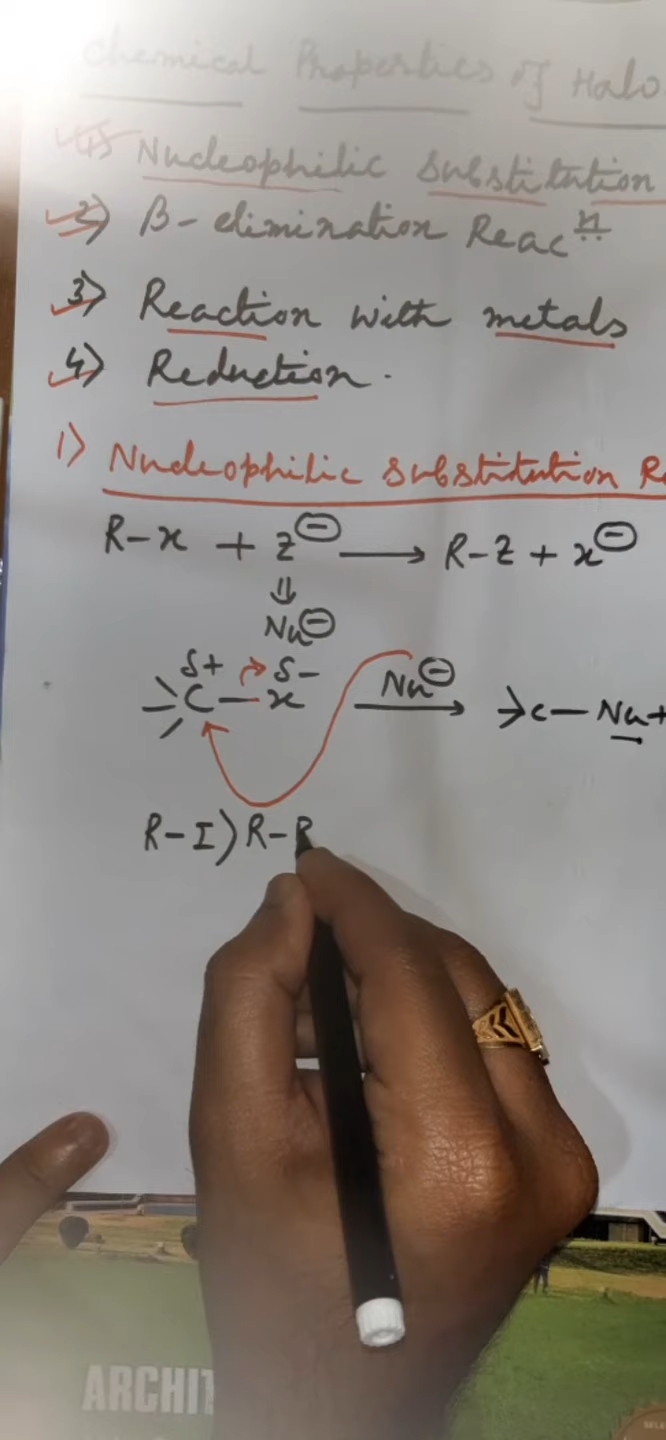 Chemical Properties of Halo
1) Nucleophilic substitution
2) β-elimination Reacⁿ
3) Reaction with metals
4) Reduction.
1) Nucleophilic substitution Re
R-x + Z⊖ → R-Z + x⊖
⇓
Nu⊖
δ+ δ-
C-x Nu⊖ → C-Nu+
R-I > R-B
ARCHIT